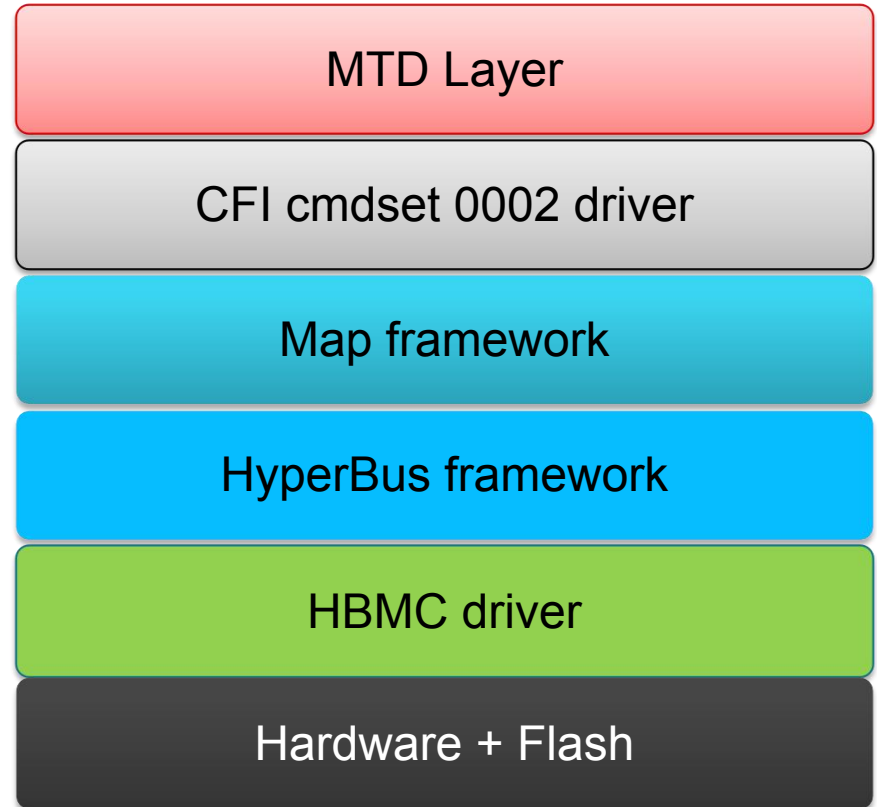 MTD Layer
CFI cmdset 0002 driver
Map framework
HyperBus framework
HBMC driver
Hardware + Flash